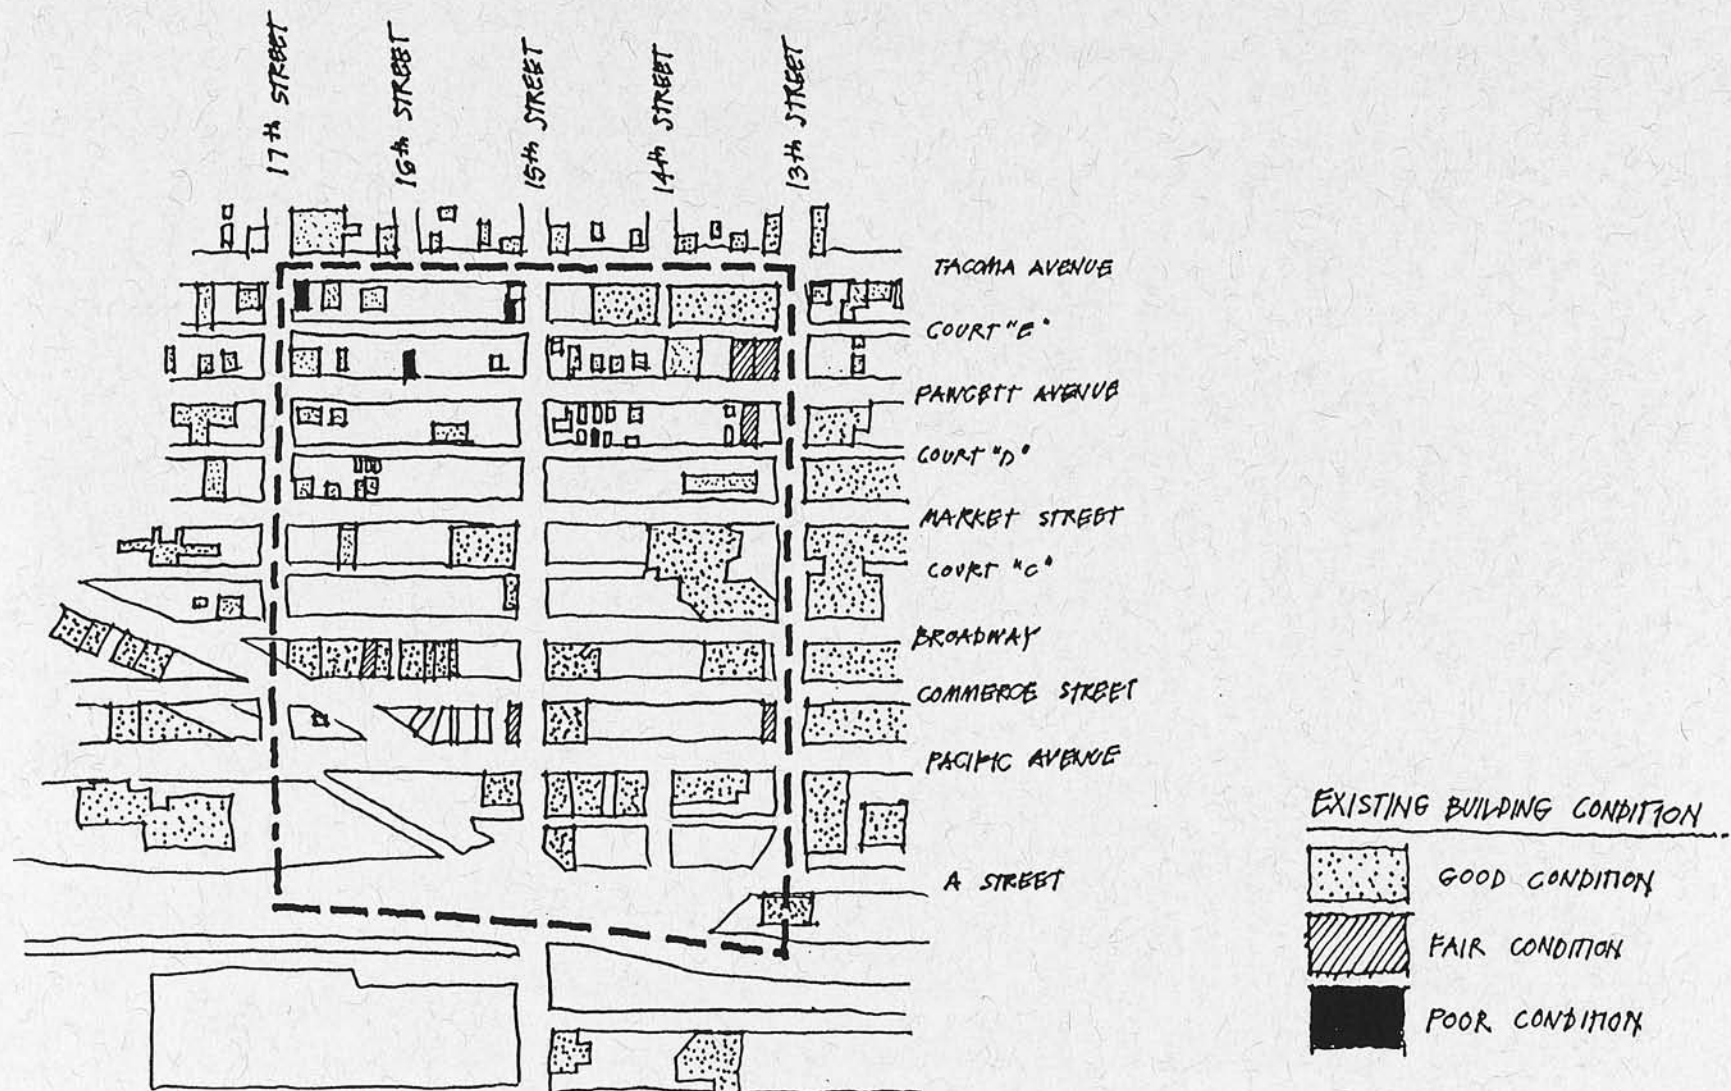 17th STREET
16th STREET
15th STREET
14th STREET
13th STREET
TACOMA AVENUE
COURT "E"
FAWCETT AVENUE
COURT "D"
MARKET STREET
COURT "C"
BROADWAY
COMMERCE STREET
PACIFIC AVENUE
A STREET
EXISTING BUILDING CONDITION
GOOD CONDITION
FAIR CONDITION
POOR CONDITION